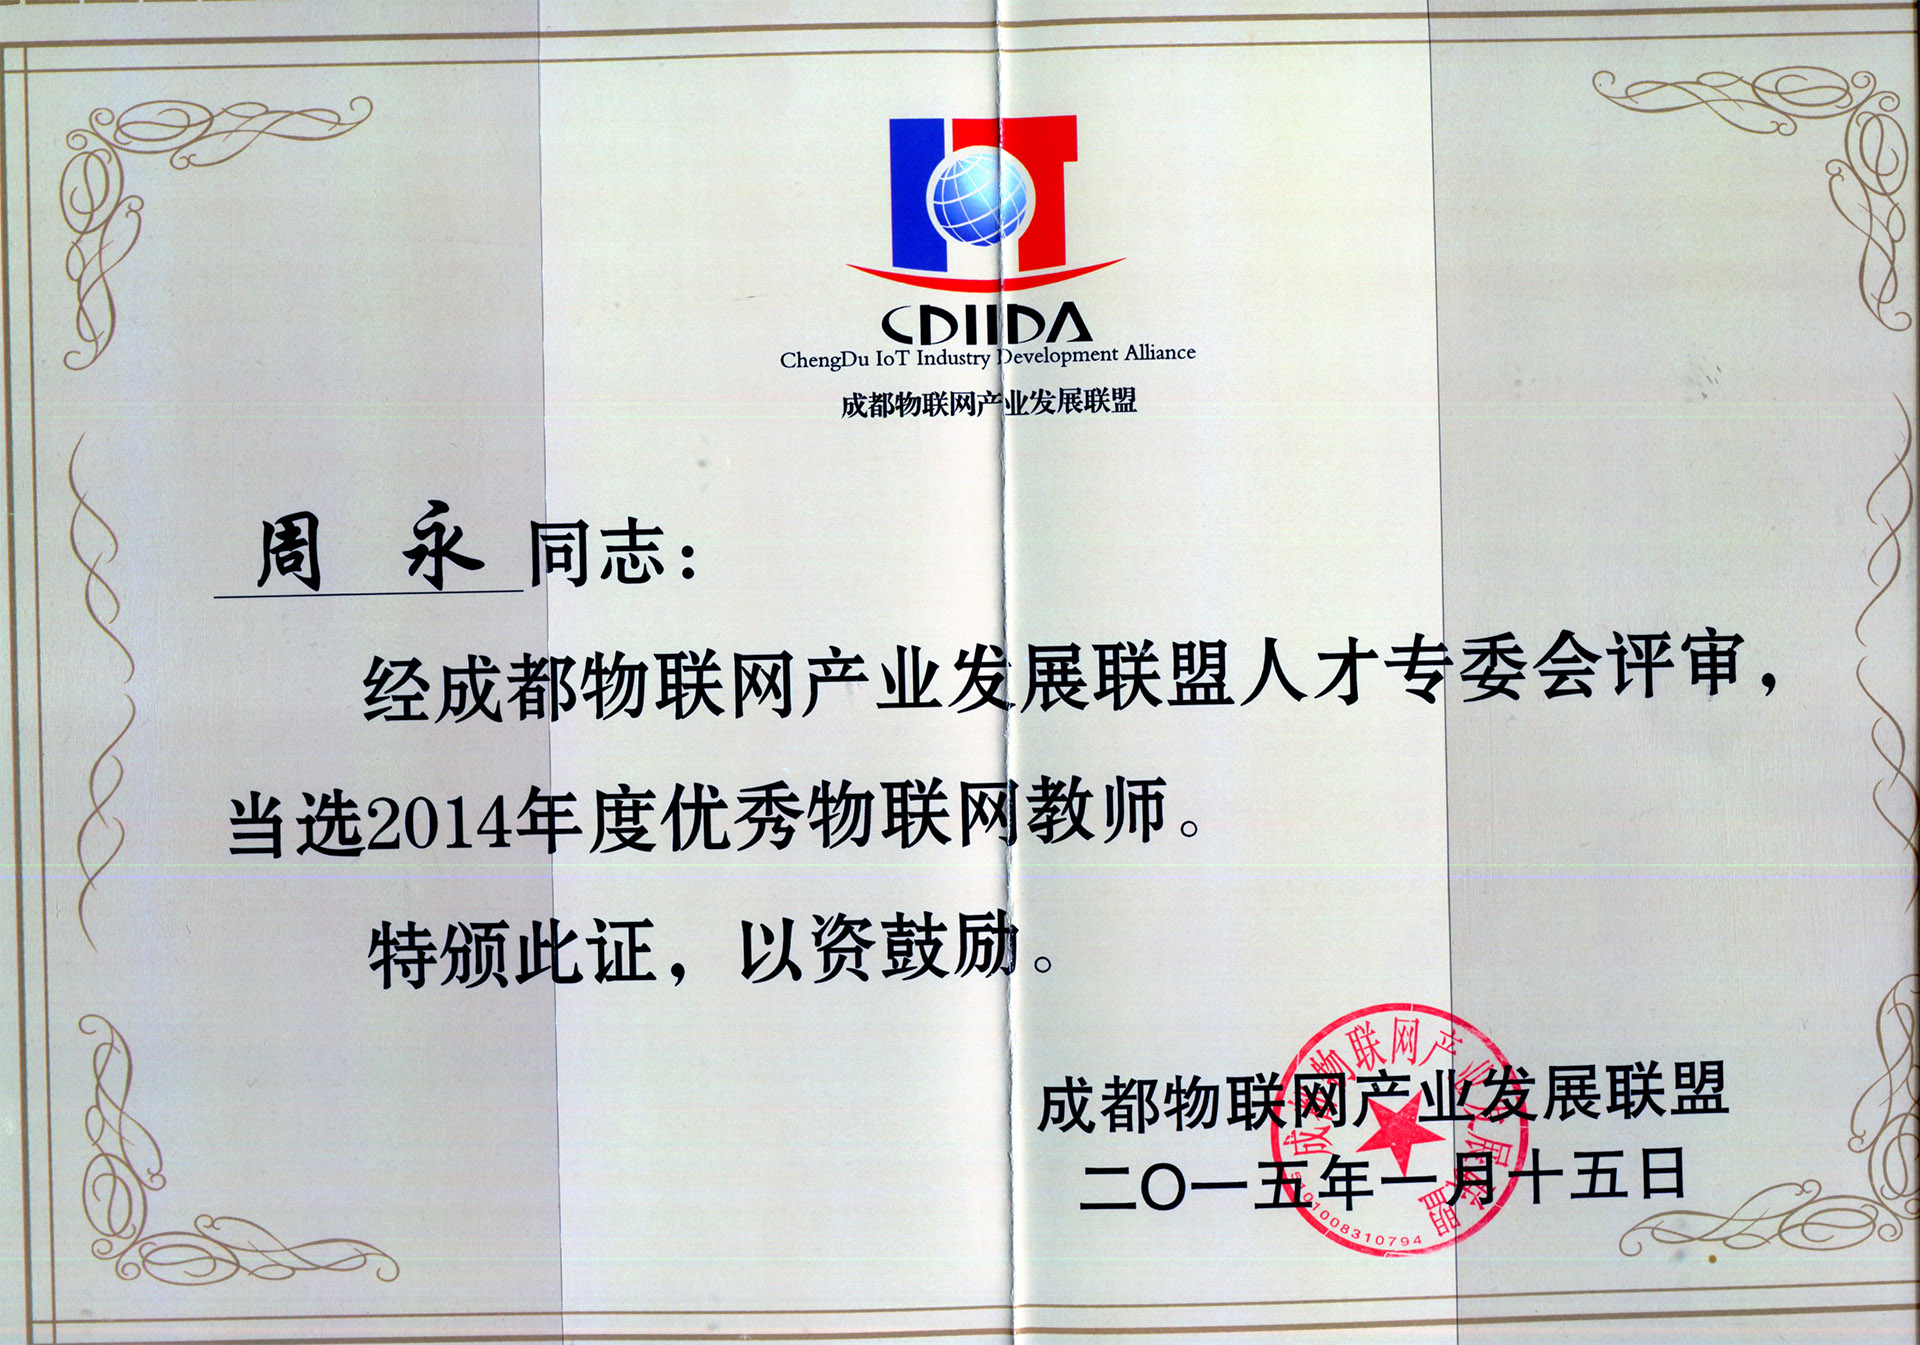 IOT
CDIIDA
ChengDu IoT Industry Development Alliance
成都物联网产业发展联盟
周 永 同志：
经成都物联网产业发展联盟人才专委会评审，
当选2014年度优秀物联网教师。
特颁此证，以资鼓励。
成都物联网产业发展联盟
二〇一五年一月十五日
成都物联网产业发展联盟
5101008310794